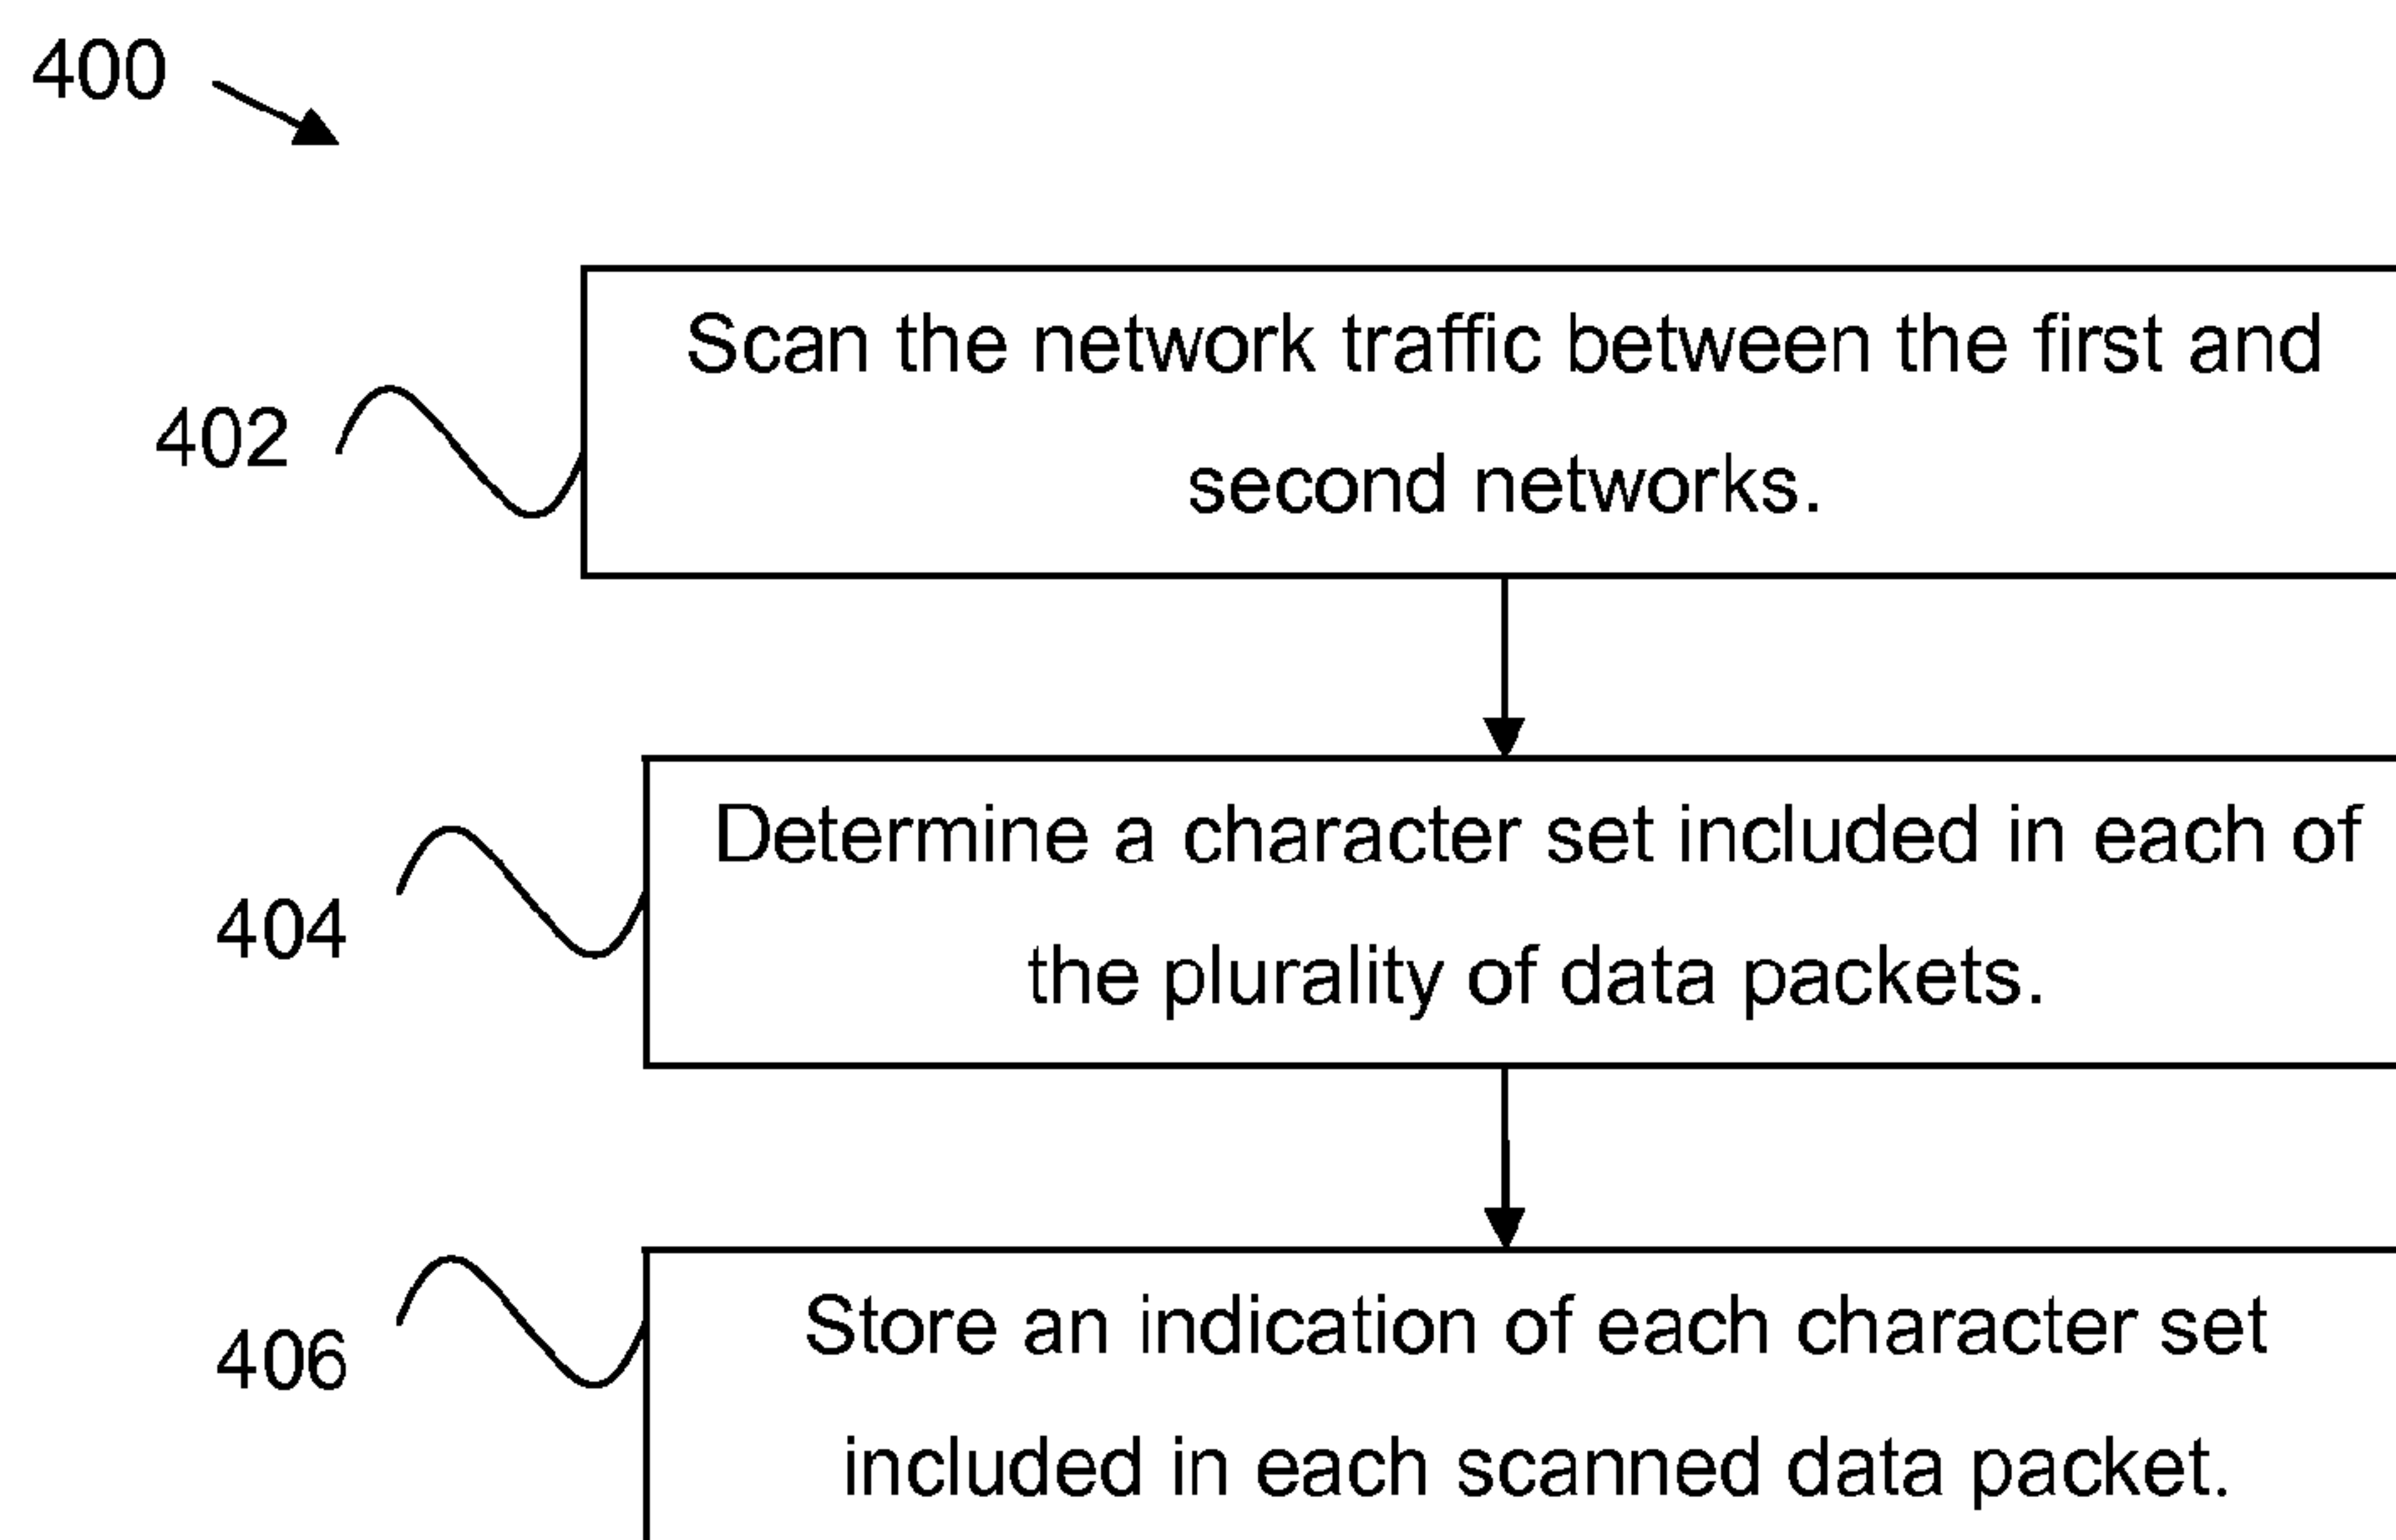 400
402
Scan the network traffic between the first and
second networks.
404
Determine a character set included in each of
the plurality of data packets.
406
Store an indication of each character set
included in each scanned data packet.